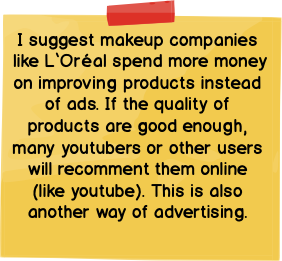 I suggest makeup companies
like L'Oréal spend more money
on improving products instead
of ads. If the quality of
products are good enough,
many youtubers or other users
will recomment them online
(like youtube). This is also
another way of advertising.